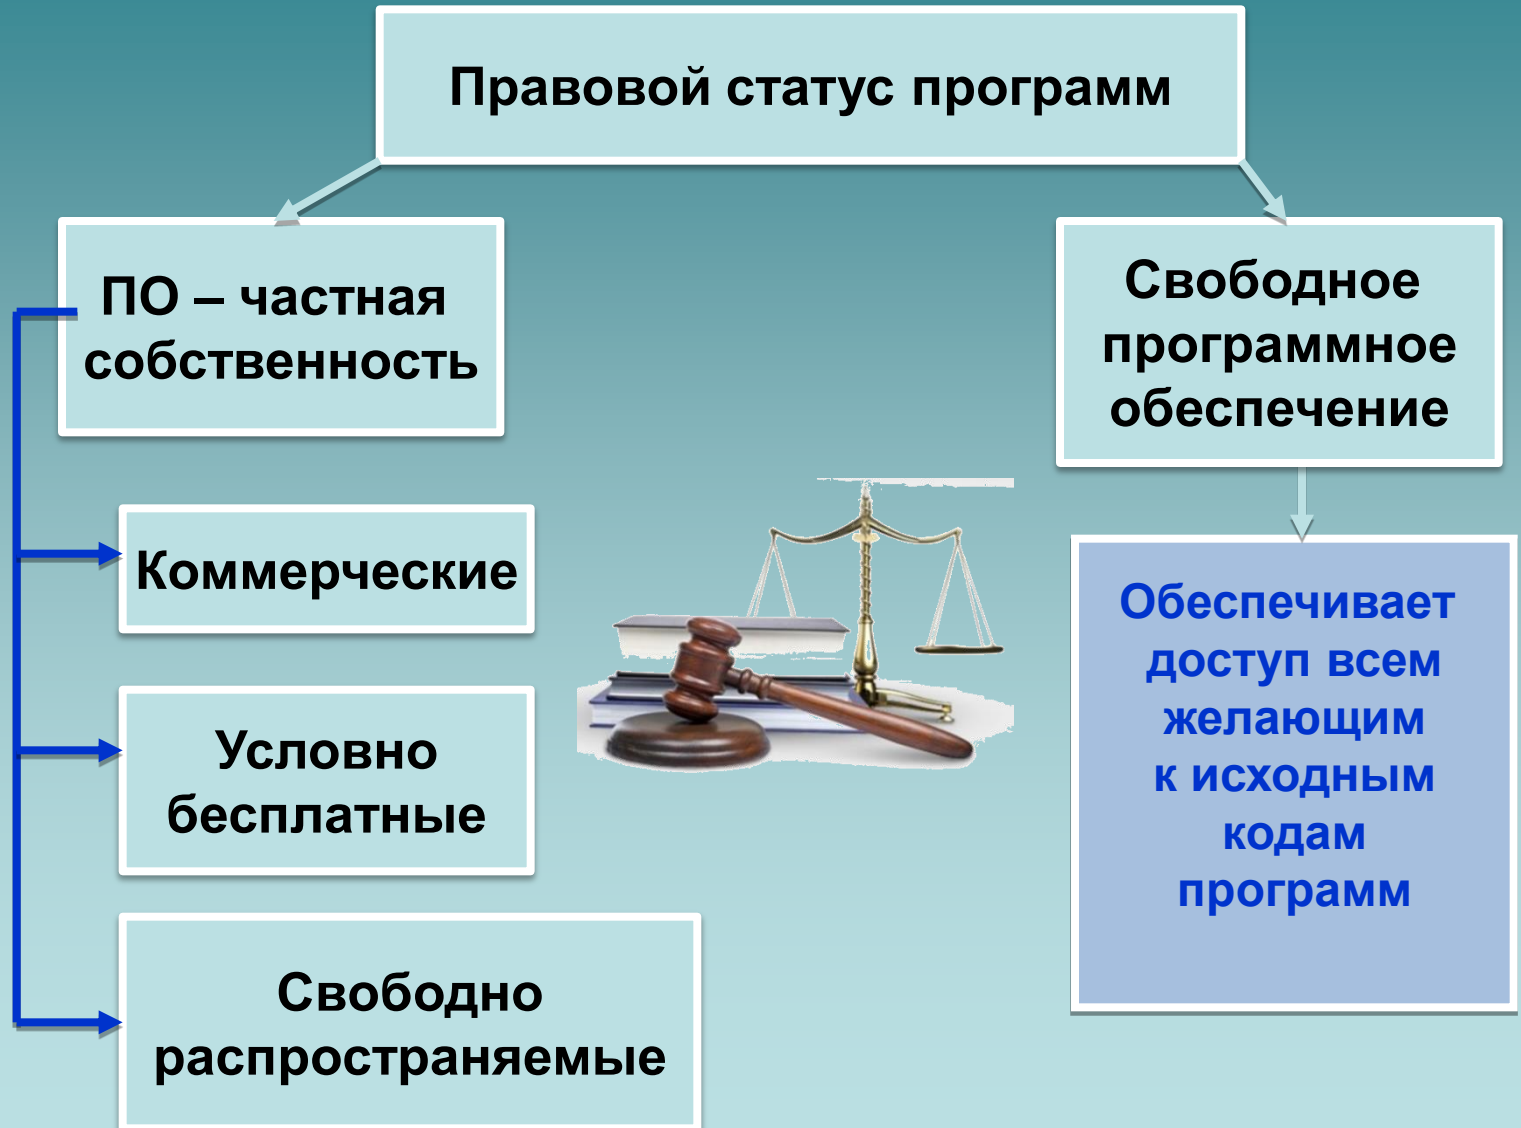 Правовой статус программ
ПО – частная
собственность
Коммерческие
Условно
бесплатные
Свободно
распространяемые
Свободное
программное
обеспечение
Обеспечивает
доступ всем
желающим
к исходным
кодам
программ